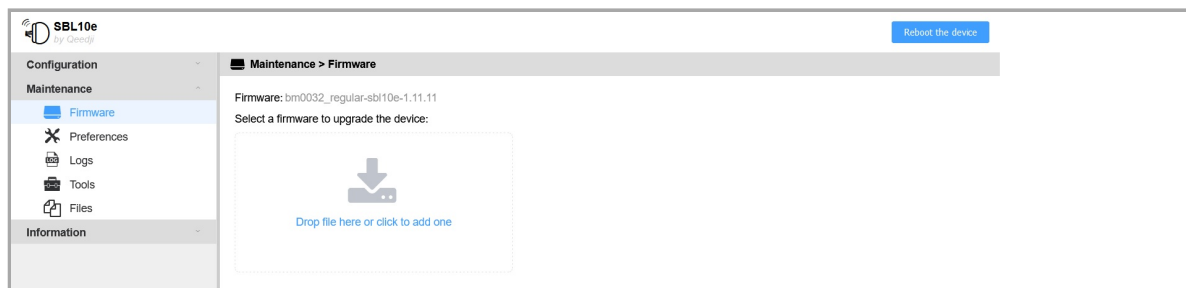 SBL10e
by Qeedji
Reboot the device
Configuration
Maintenance
Firmware
Preferences
LOG
Logs
Tools
Files
Information
Maintenance > Firmware
Firmware: bm0032_regular-sbl10e-1.11.11
Select a firmware to upgrade the device:
Drop file here or click to add one